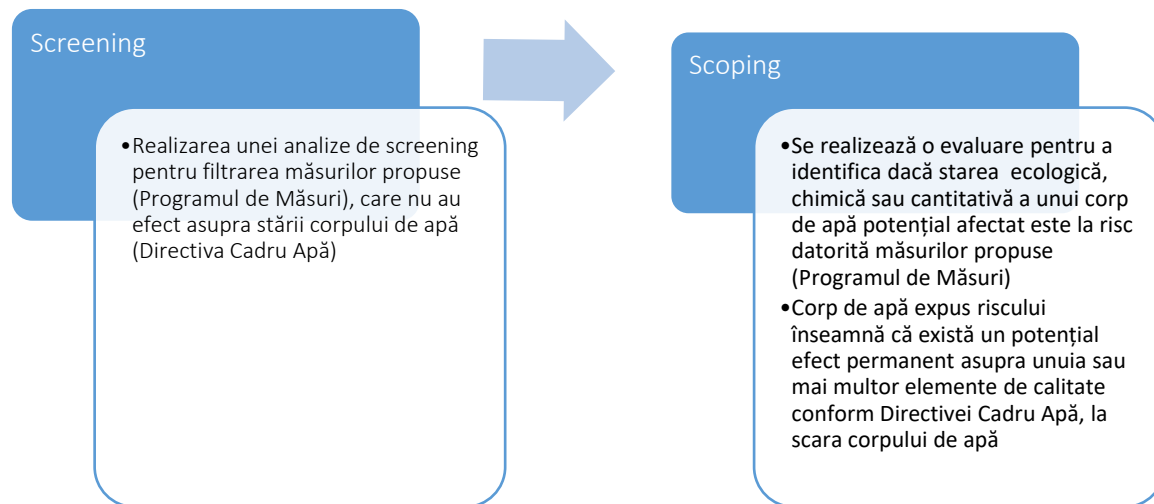 Screening
•Realizarea unei analize de screening
pentru filtrarea măsurilor propuse
(Programul de Măsuri), care nu au
efect asupra stării corpului de apă
(Directiva Cadru Apă)
Scoping
•Se realizează o evaluare pentru a
identifica dacă starea ecologică,
chimică sau cantitativă a unui corp
de apă potențial afectat este la risc
datorită măsurilor propuse
(Programul de Măsuri)
•Corp de apă expus riscului
înseamnă că există un potențial
efect permanent asupra unuia sau
mai multor elemente de calitate
conform Directivei Cadru Apă, la
scara corpului de apă